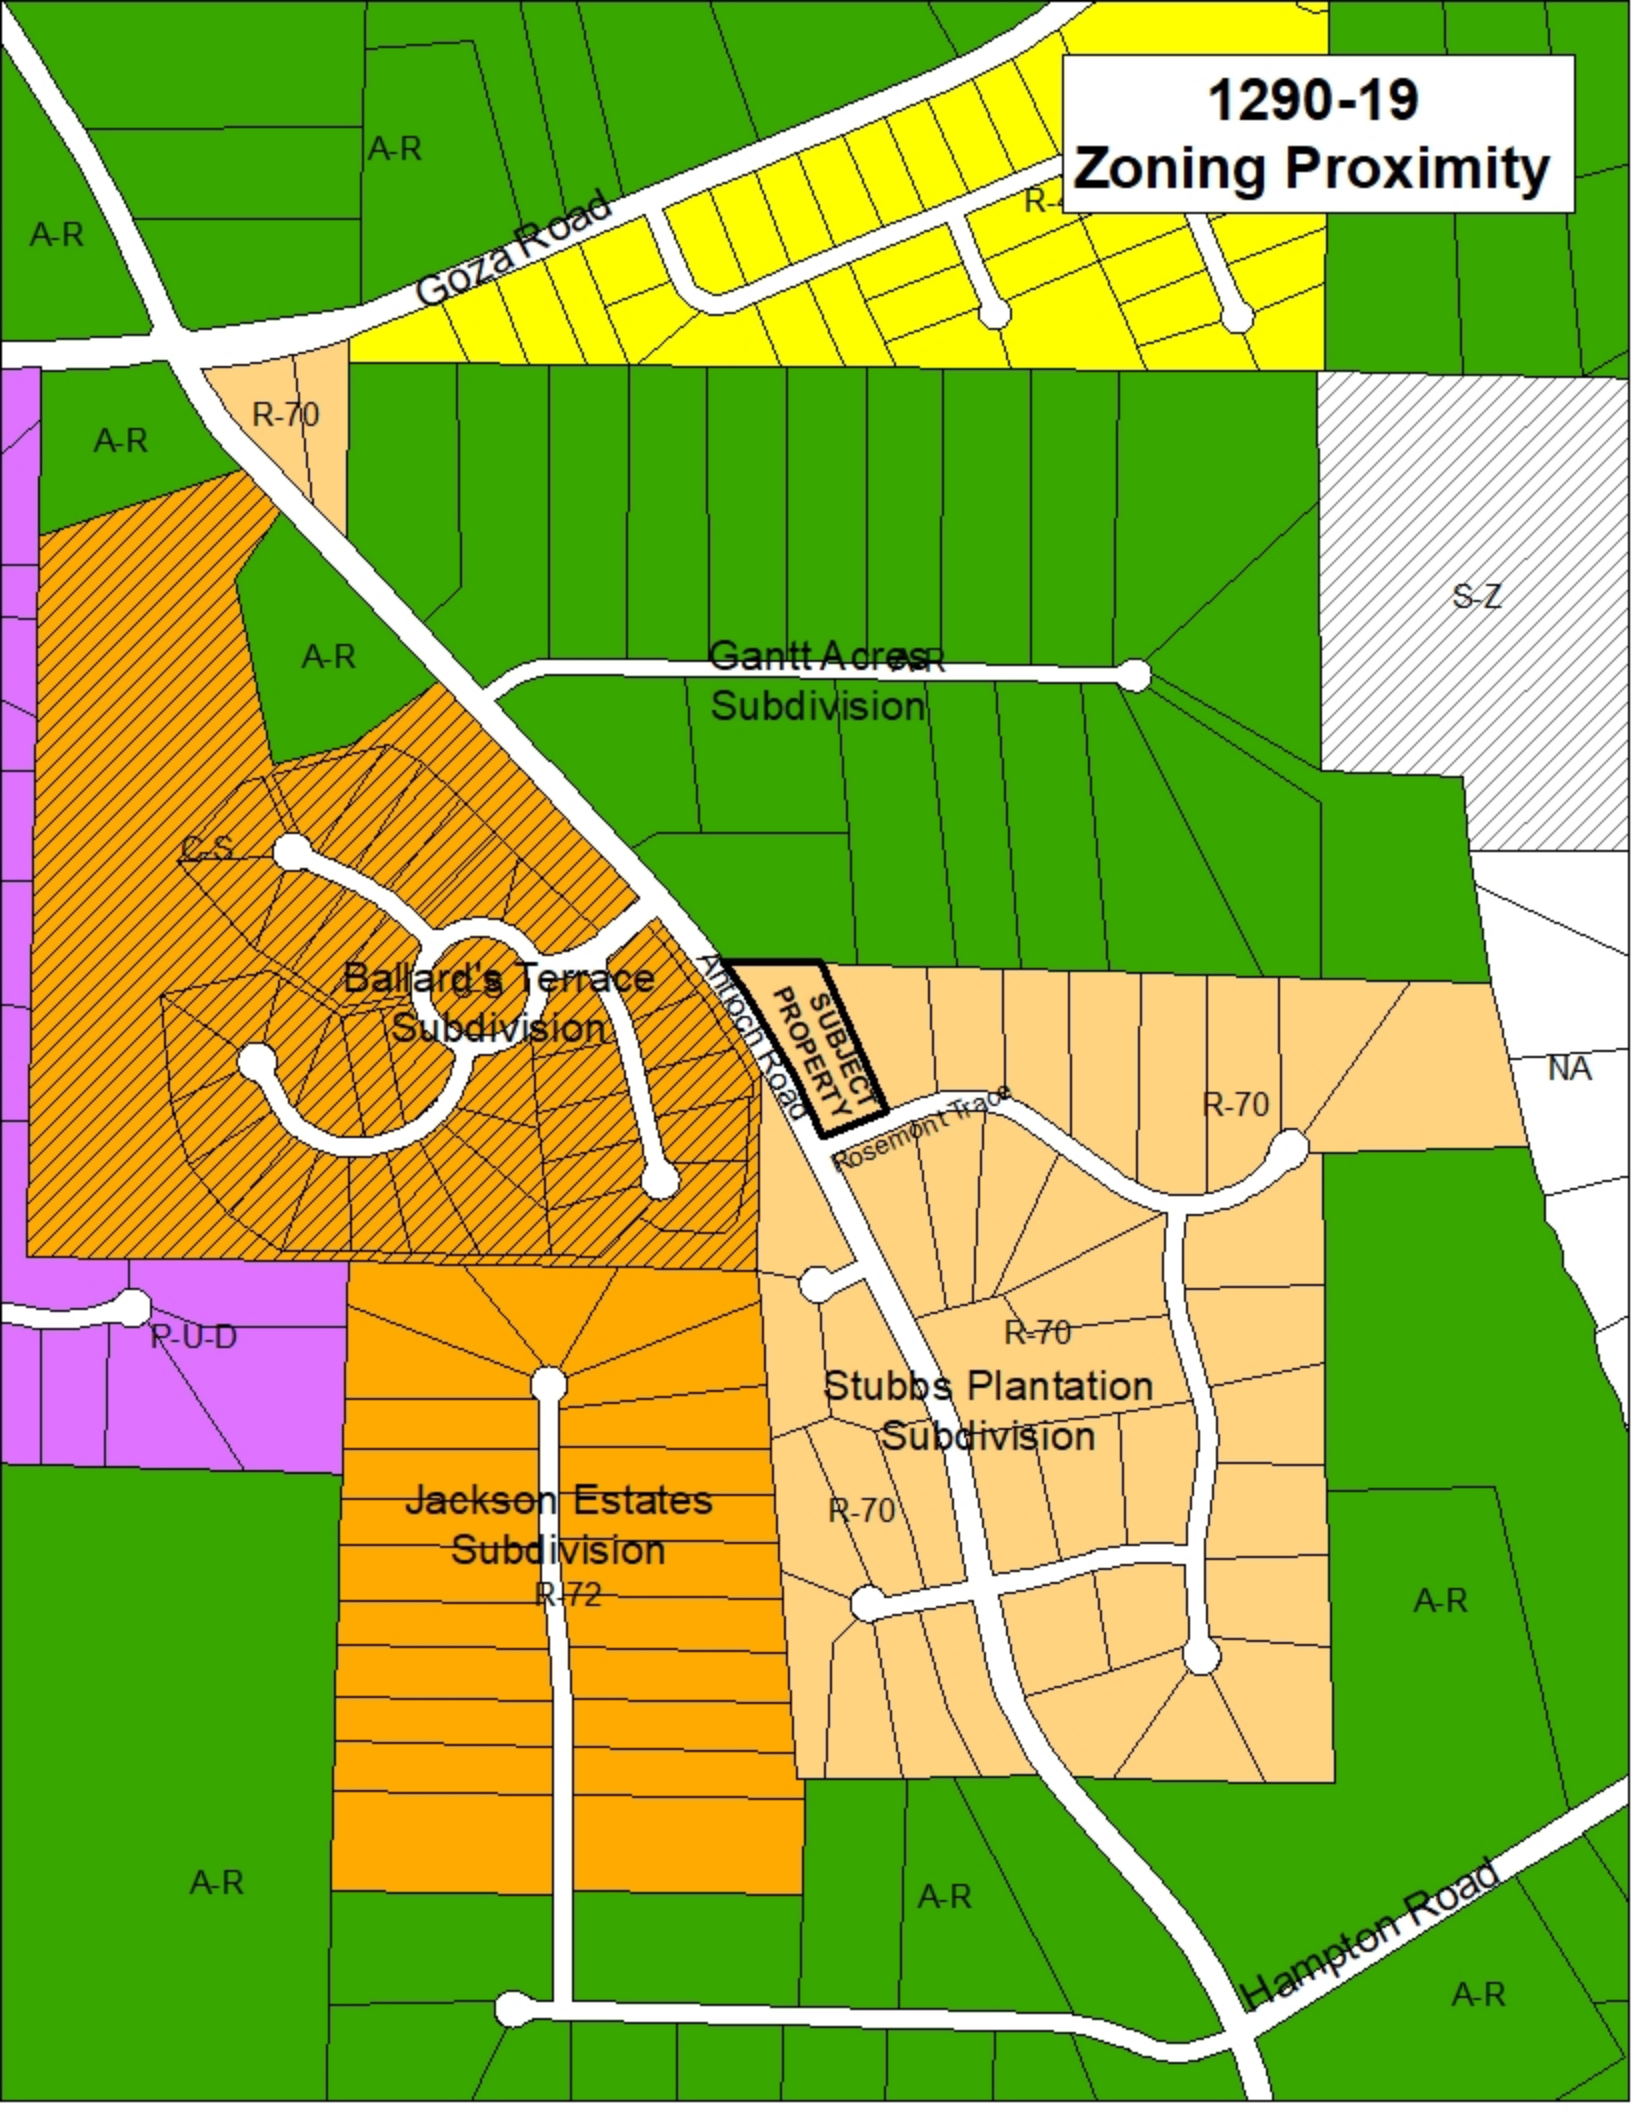 1290-19
Zoning Proximity
A-R
R-4
A-R
Goza Road
R-70
A-R
S-Z
A-R
Gantt Acres
A-R
Subdivision
C-S
Ballard's Terrace
Subdivision
Antioch Road
SUBJECT
PROPERTY
Rosemont Trace
R-70
NA
P-U-D
R-70
Stubbs Plantation
Subdivision
Jackson Estates
Subdivision
R-70
R-72
A-R
A-R
A-R
Hampton Road
A-R